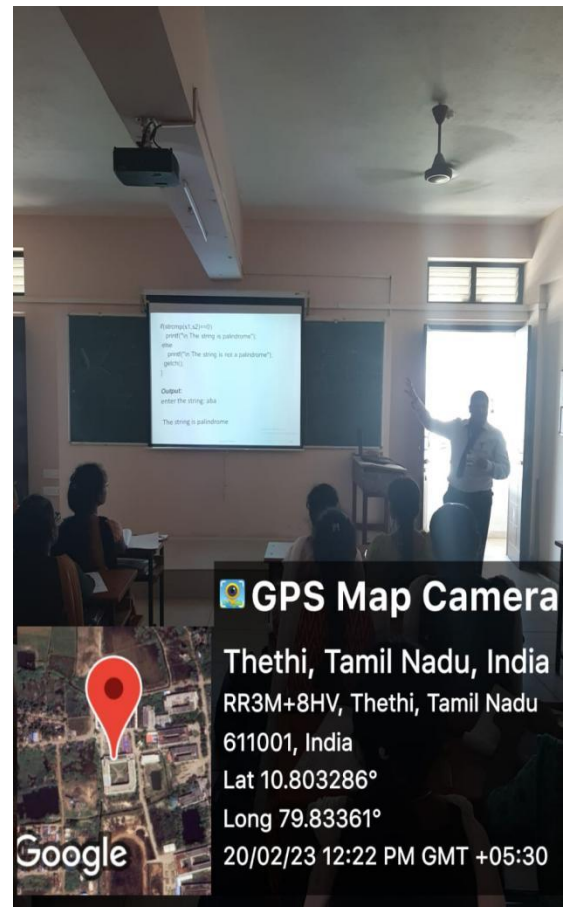 if(strcmp(s1,s2)==0)
printf("\n The string is palindrome");
else
printf("\n The string is not a palindrome");
getch();
}
Output:
enter the string: aba
The string is palindrome
GPS Map Camera
Thethi, Tamil Nadu, India
RR3M+8HV, Thethi, Tamil Nadu
611001, India
Lat 10.803286°
Long 79.83361°
20/02/23 12:22 PM GMT +05:30
Google